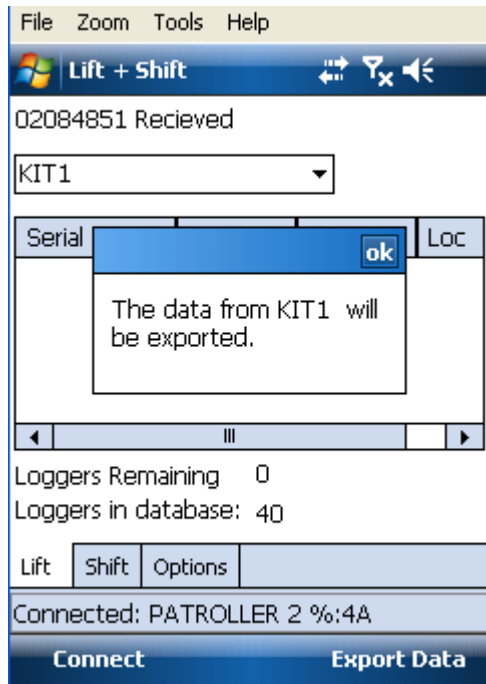 File Zoom Tools Help
Lift + Shift
02084851 Recieved
KIT1
Serial Loc
ok
The data from KIT1 will
be exported.
Loggers Remaining 0
Loggers in database: 40
Lift Shift Options
Connected: PATROLLER 2 %:4A
Connect Export Data